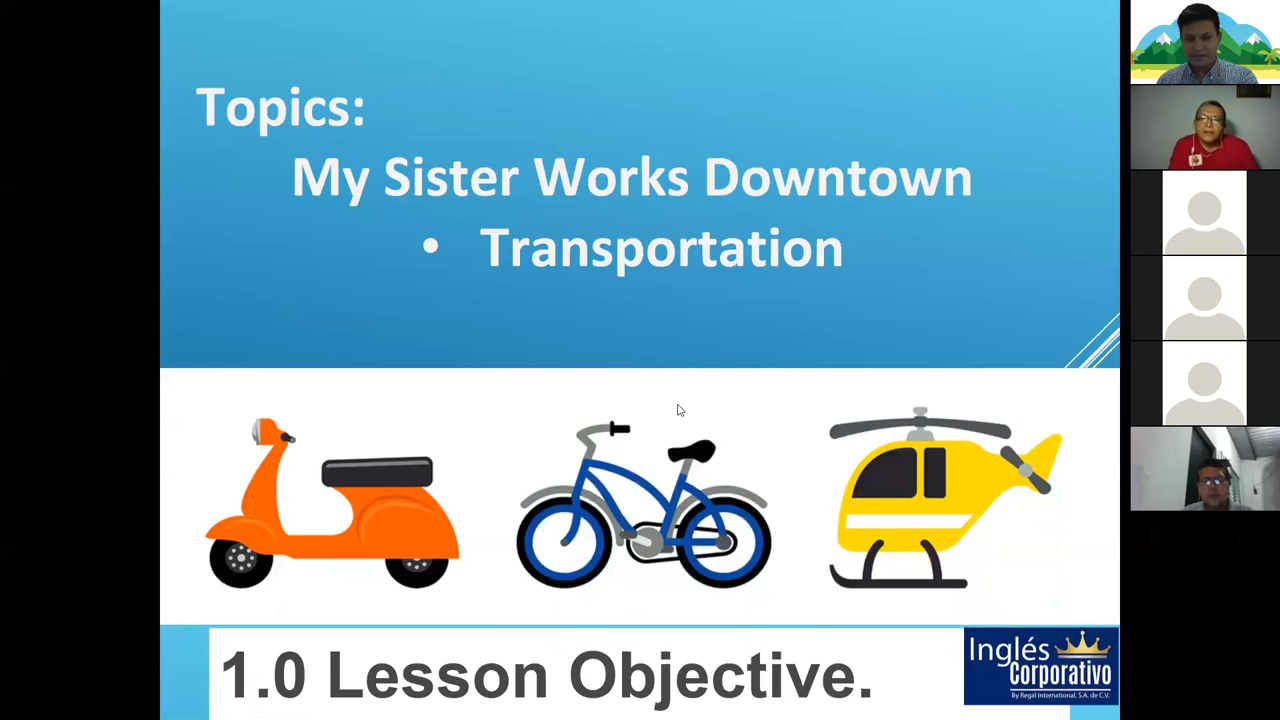 Topics:
My Sister Works Downtown
• Transportation
1.0 Lesson Objective.
Inglés
Corporativo
By Regal International, S.A. de C.V.